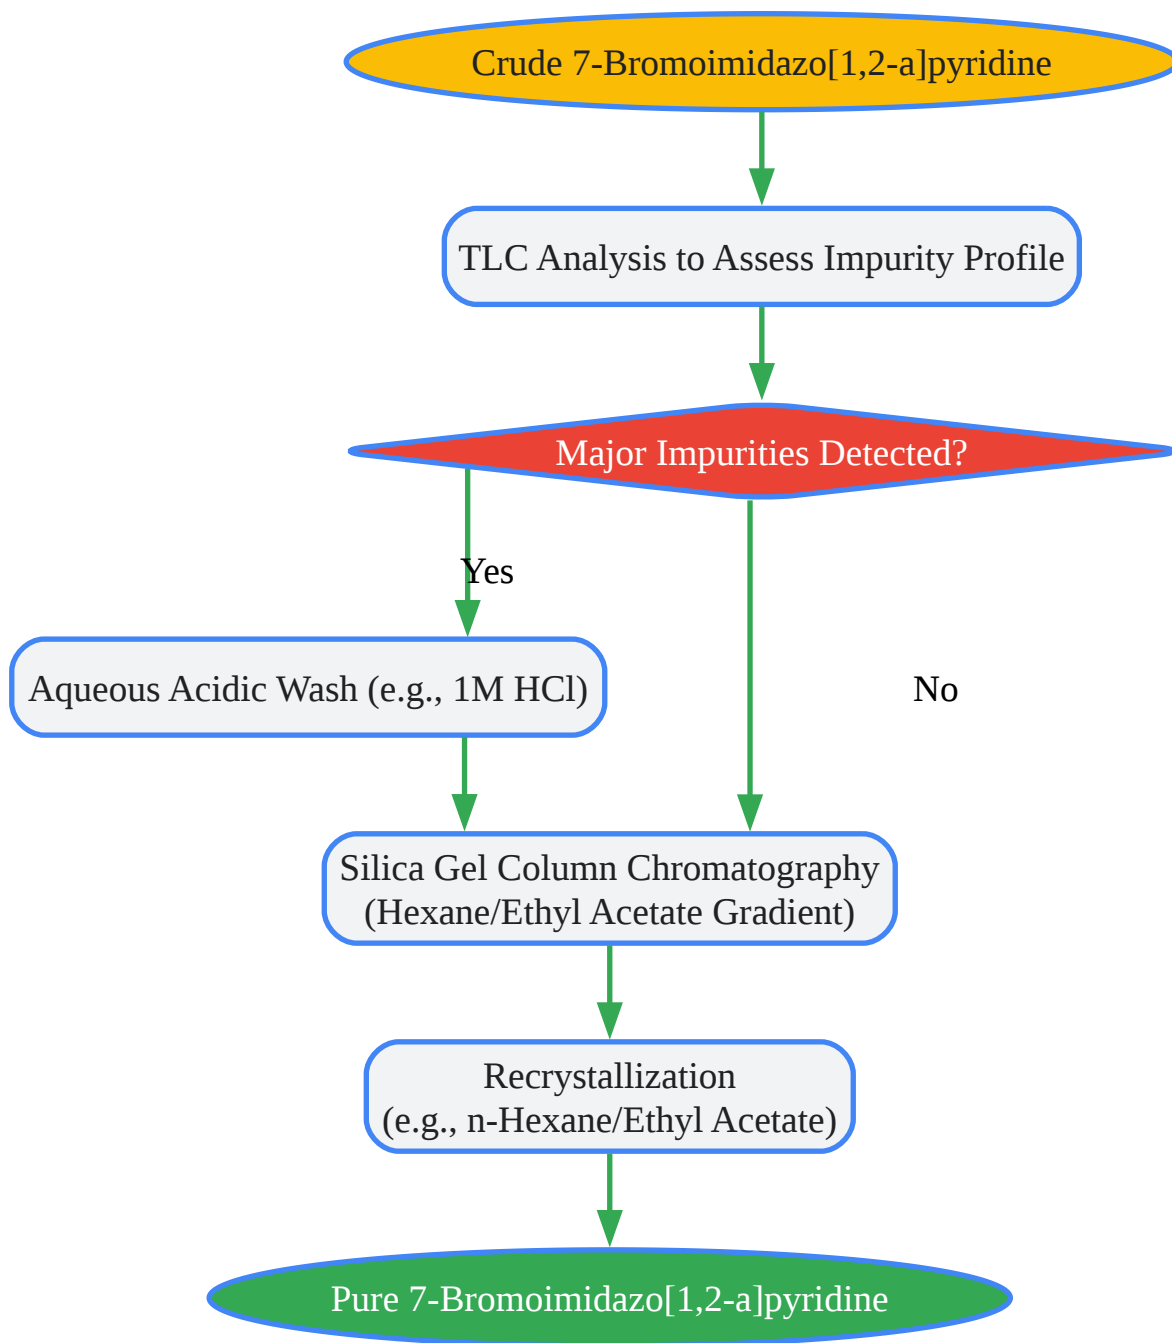 Crude 7-Bromoimidazo[1,2-a]pyridine
TLC Analysis to Assess Impurity Profile
Major Impurities Detected?
Yes
Aqueous Acidic Wash (e.g., 1M HCl)
No
Silica Gel Column Chromatography
(Hexane/Ethyl Acetate Gradient)
Recrystallization
(e.g., n-Hexane/Ethyl Acetate)
Pure 7-Bromoimidazo[1,2-a]pyridine